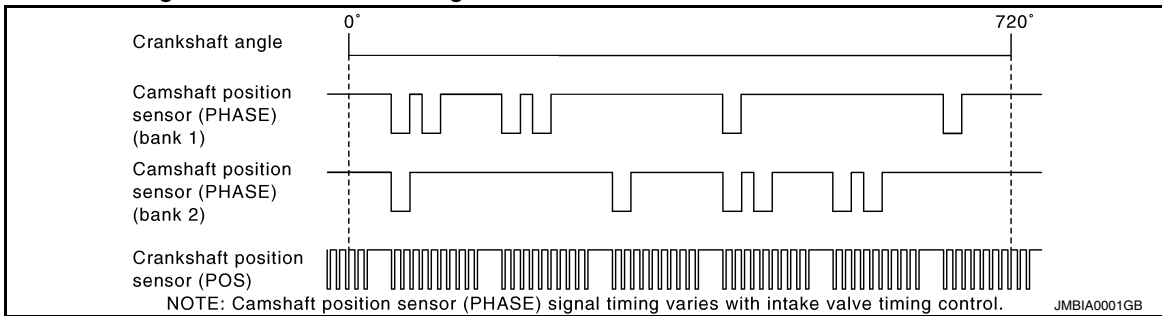 0˚ 720˚
Crankshaft angle
Camshaft position
sensor (PHASE)
(bank 1)
Camshaft position
sensor (PHASE)
(bank 2)
Crankshaft position
sensor (POS)
NOTE: Camshaft position sensor (PHASE) signal timing varies with intake valve timing control.
JMBIA0001GB